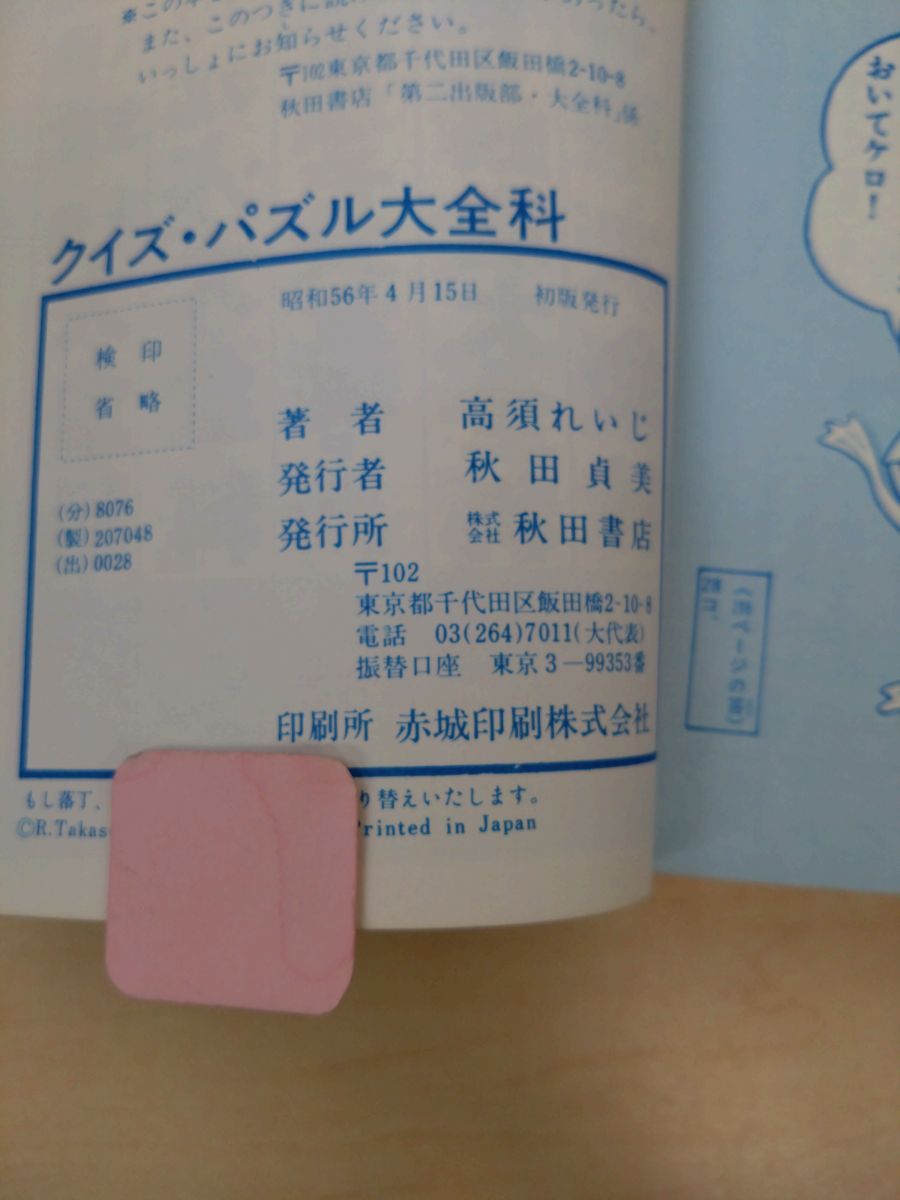 ※この
また、このつぎに
いっしょにお知らせください。
〒102東京都千代田区飯田橋2-10-8
秋田書店「第二出版部・大全科」係
クイズ・パズル大全科
昭和56年4月15日 初版発行
検印
省略
著者 高須れいじ
発行者 秋田貞美
発行所 株式会社 秋田書店
(分)8076
(製)207048
(出)0028
〒102
東京都千代田区飯田橋2-10-8
電話 03(264)7011(大代表)
振替口座 東京3―99353番
印刷所 赤城印刷株式会社
もし落丁、 り替えいたします。
©R.Takas Printed in Japan
おいてケロ!
28コ。